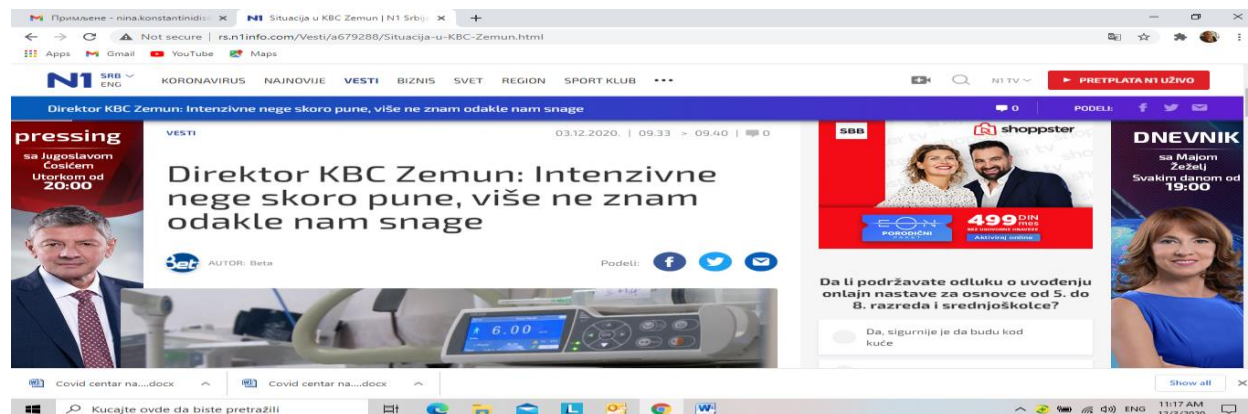 Примљене - nina.konstantinidis
Situacija u KBC Zemun | N1 Srbij
Not secure | rs.n1info.com/Vesti/a679288/Situacija-u-KBC-Zemun.html
Apps Gmail YouTube Maps
N1 SRB ENG KORONAVIRUS NAJNOVIJE VESTI BIZNIS SVET REGION SPORT KLUB ••• N1 TV PRETPLATA N1 UŽIVO
Direktor KBC Zemun: Intenzivne nege skoro pune, više ne znam odakle nam snage 0 PODELI:
pressing
sa Jugoslavom
Ćosićem
Utorkom od
20:00
VESTI 03.12.2020. | 09.33 > 09.40 | 0
Direktor KBC Zemun: Intenzivne
nege skoro pune, više ne znam
odakle nam snage
Bet AUTOR: Beta Podeli:
6.00
SBB shoppster
EON
PORODIČNI
499 DIN
mes
Aktiviraj online
Da li podržavate odluku o uvođenju
onlajn nastave za osnovce od 5. do
8. razreda i srednjoškolce?
Da, sigurnije je da budu kod
kuće
DNEVNIK
sa Majom
Žeželj
Svakim danom od
19:00
Covid centar na....docx Covid centar na....docx Show all
Kucajte ovde da biste pretražili ENG 11:17 AM
12/3/2020